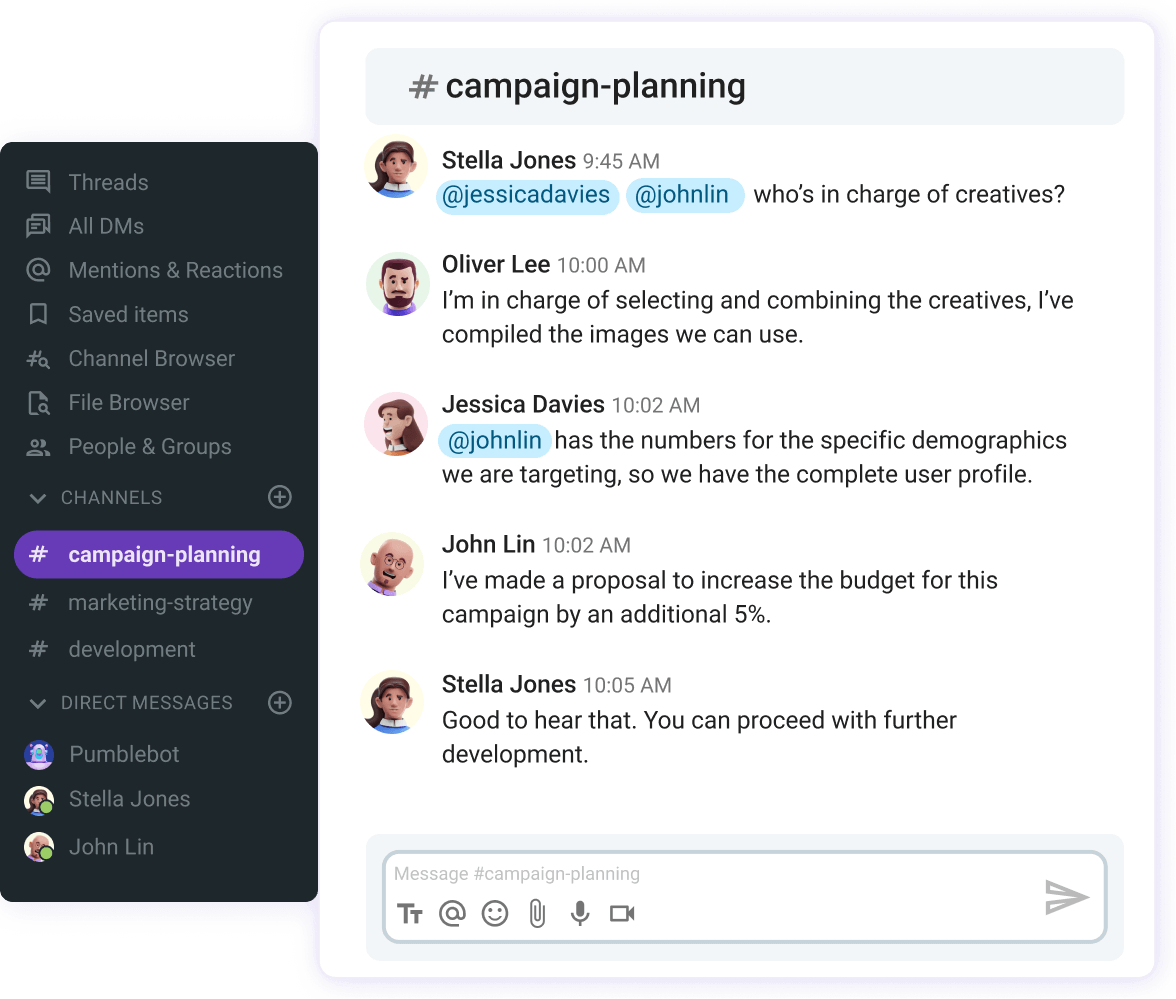 Threads
All DMs
Mentions & Reactions
Saved items
Channel Browser
File Browser
People & Groups
CHANNELS
# campaign-planning
# marketing-strategy
# development
DIRECT MESSAGES
Pumblebot
Stella Jones
John Lin
# campaign-planning
Stella Jones 9:45 AM
@jessicadavies @johnlin who’s in charge of creatives?
Oliver Lee 10:00 AM
I’m in charge of selecting and combining the creatives, I’ve
compiled the images we can use.
Jessica Davies 10:02 AM
@johnlin has the numbers for the specific demographics
we are targeting, so we have the complete user profile.
John Lin 10:02 AM
I’ve made a proposal to increase the budget for this
campaign by an additional 5%.
Stella Jones 10:05 AM
Good to hear that. You can proceed with further
development.
Message #campaign-planning